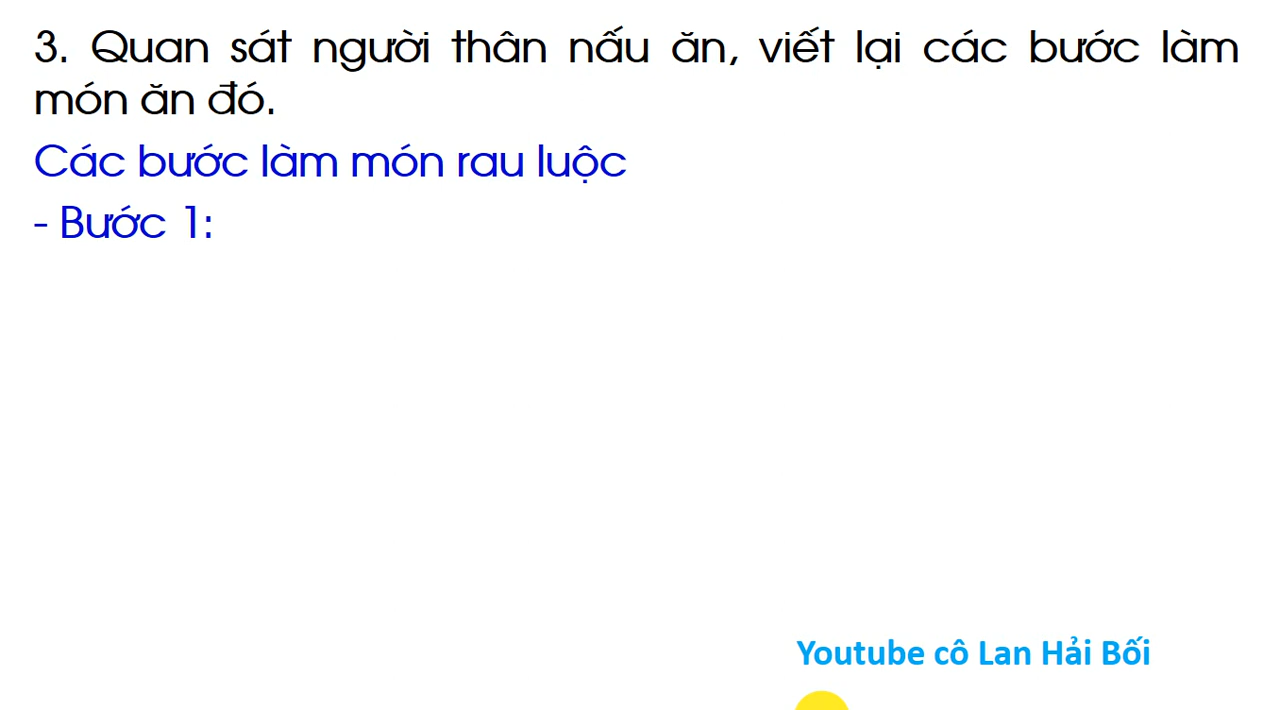 3. Quan sát người thân nấu ăn, viết lại các bước làm
món ăn đó.
Các bước làm món rau luộc
- Bước 1:
Youtube cô Lan Hải Bối